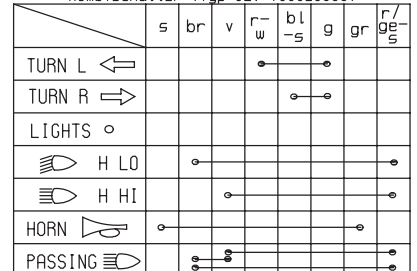 s br v r-w bl-s g gr r/ge-s
TURN L
TURN R
LIGHTS
H LO
H HI
HORN
PASSING